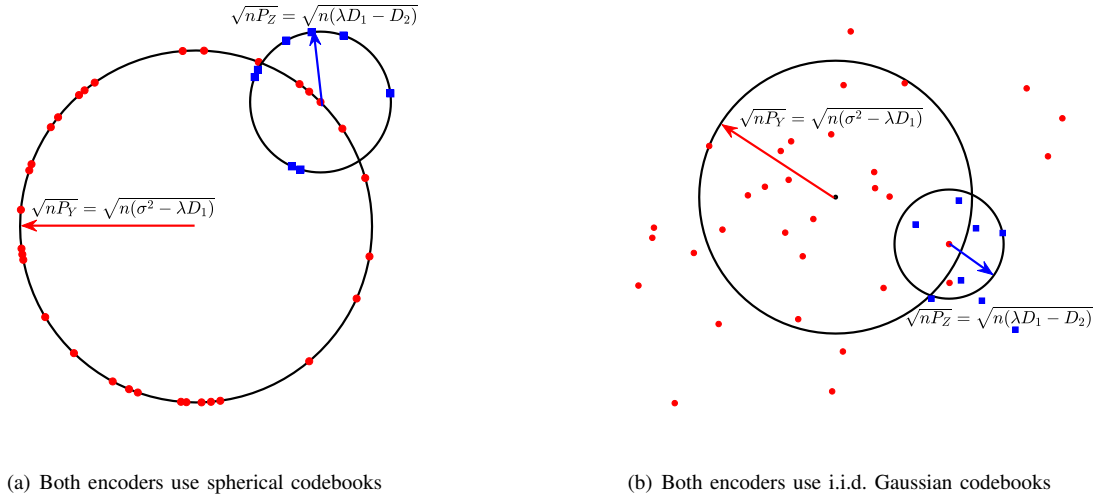 √nP_Z = √n(λD_1 − D_2)
√nP_Y = √n(σ^2 − λD_1)
√nP_Y = √n(σ^2 − λD_1)
√nP_Z = √n(λD_1 − D_2)
(a) Both encoders use spherical codebooks
(b) Both encoders use i.i.d. Gaussian codebooks